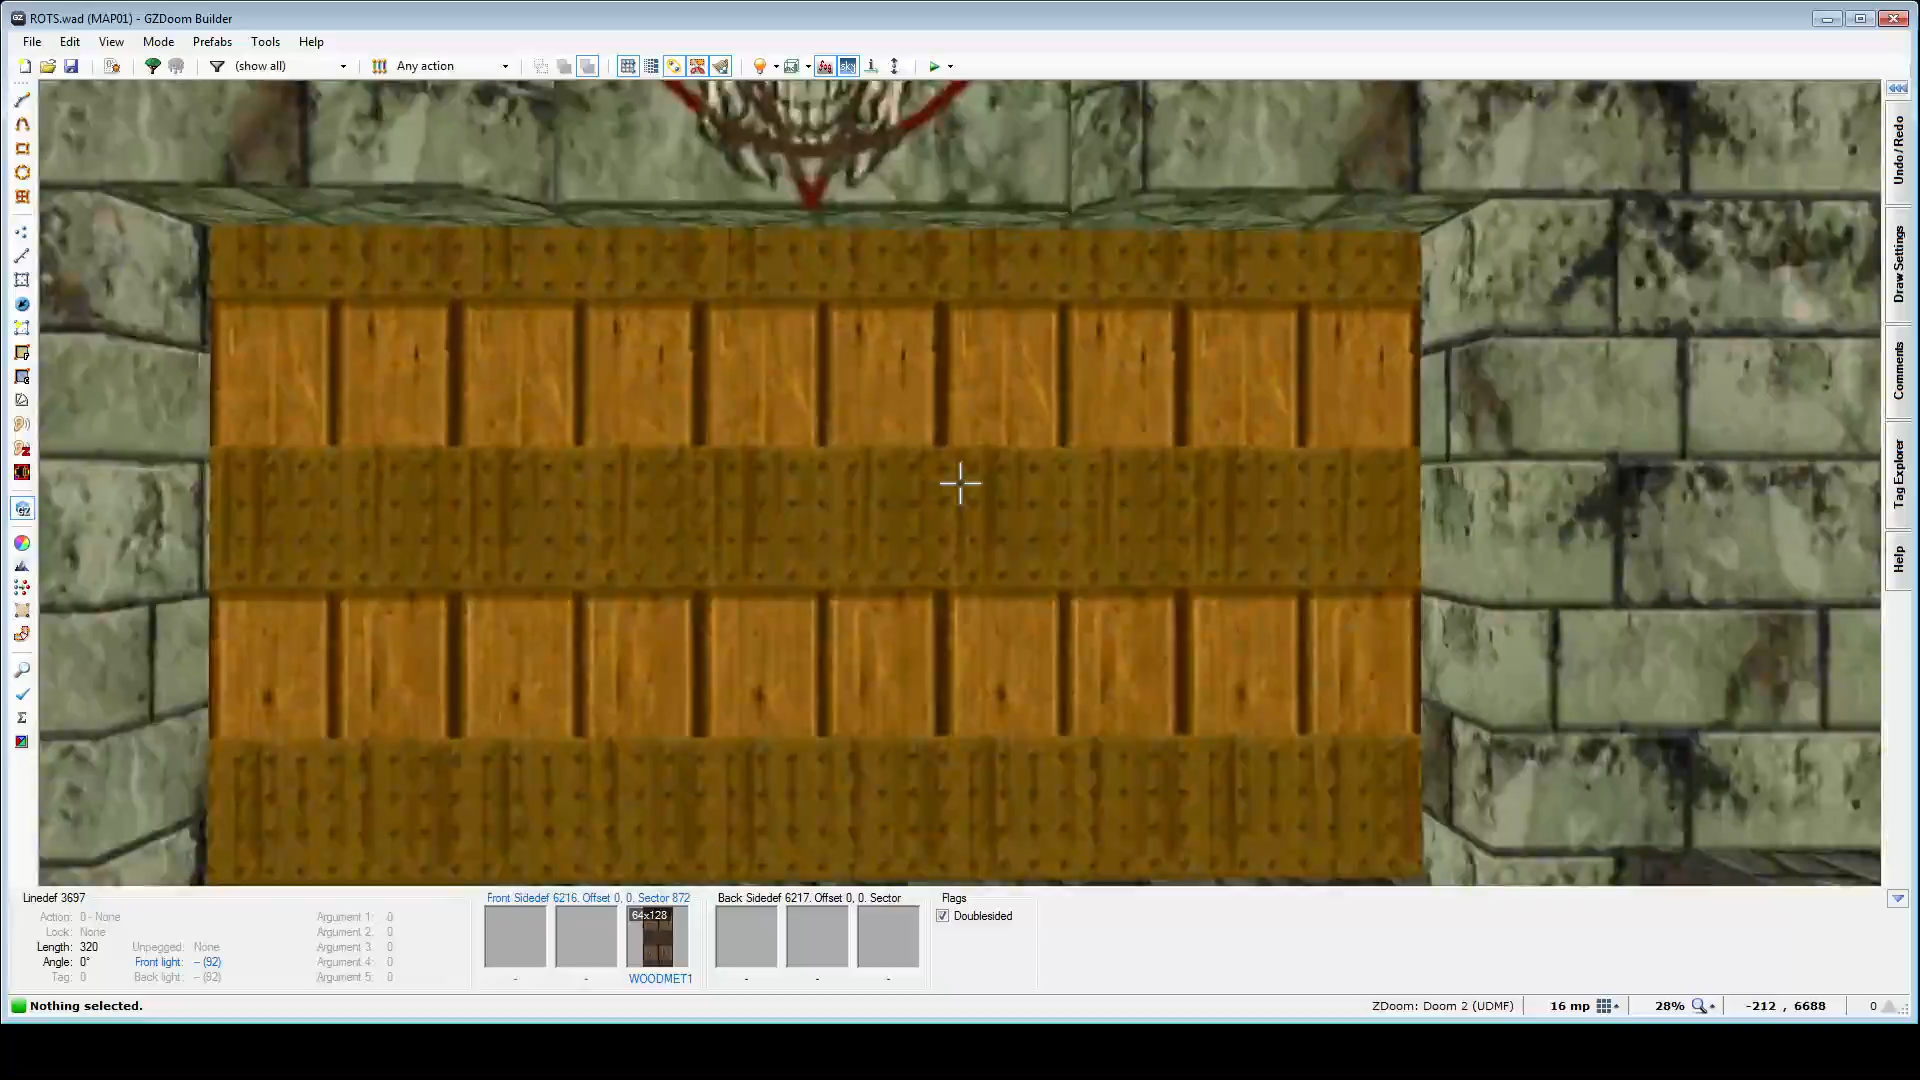 ROTS.wad (MAP01) - GZDoom Builder
File Edit View Mode Prefabs Tools Help
(show all) Any action
Undo / Redo
Draw Settings
Comments
Tag Explorer
Help
Linedef 3697
Action: 0 - None
Lock: None
Length: 320
Angle: 0°
Tag: 0
Unpegged: None
Front light: -- (92)
Back light: -- (92)
Argument 1: 0
Argument 2: 0
Argument 3: 0
Argument 4: 0
Argument 5: 0
Front Sidedef 6216. Offset 0, 0. Sector 872
64x128
- - WOODMET1
Back Sidedef 6217. Offset 0, 0. Sector
- - -
Flags
Doublesided
Nothing selected.
ZDoom: Doom 2 (UDMF) 16 mp 28% -212 , 6688 0